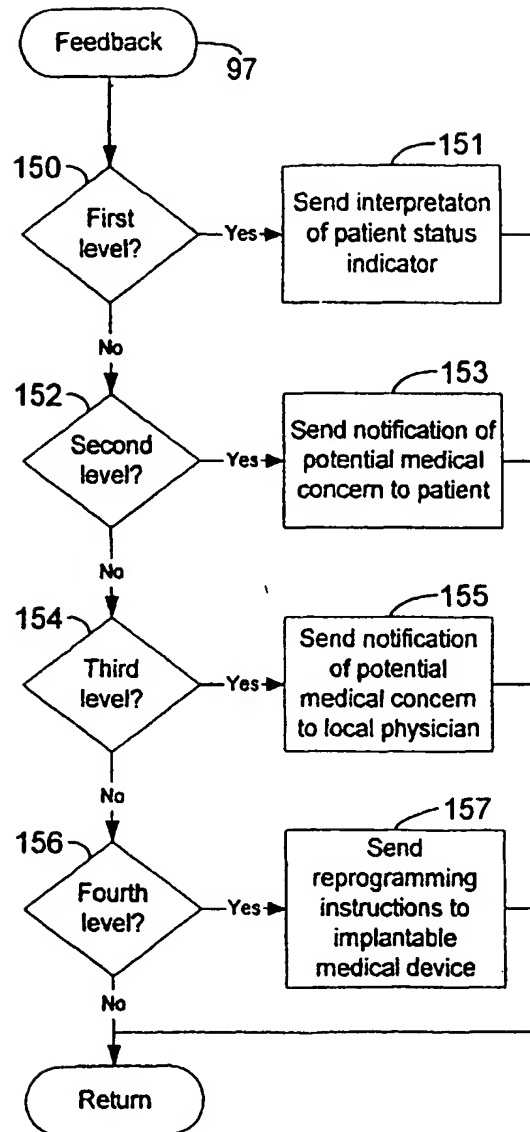 Feedback
97
150
First
level?
Yes
151
Send interpretaton
of patient status
indicator
No
152
Second
level?
Yes
153
Send notification of
potential medical
concern to patient
No
154
Third
level?
Yes
155
Send notification
of potential
medical concern
to local physician
No
156
Fourth
level?
Yes
157
Send
reprogramming
instructions to
implantable
medical device
No
Return